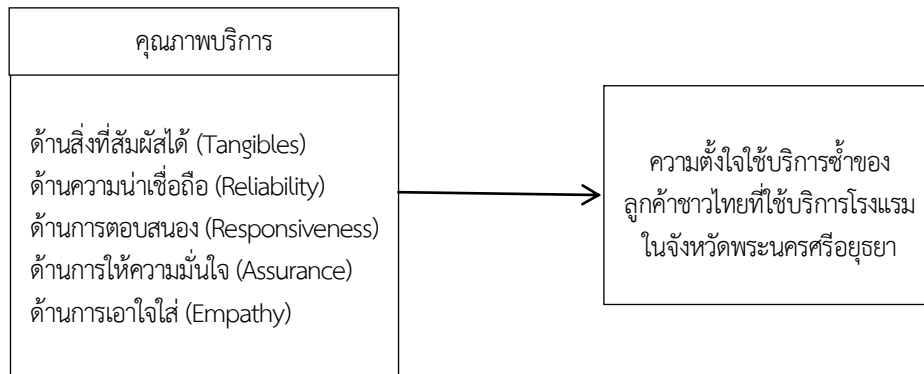 คุณภาพบริการ
ด้านสิ่งที่สัมผัสได้ (Tangibles)
ด้านความน่าเชื่อถือ (Reliability)
ด้านการตอบสนอง (Responsiveness)
ด้านการให้ความมั่นใจ (Assurance)
ด้านการเอาใจใส่ (Empathy)
ความตั้งใจใช้บริการซ้ำของ
ลูกค้าชาวไทยที่ใช้บริการโรงแรม
ในจังหวัดพระนครศรีอยุธยา